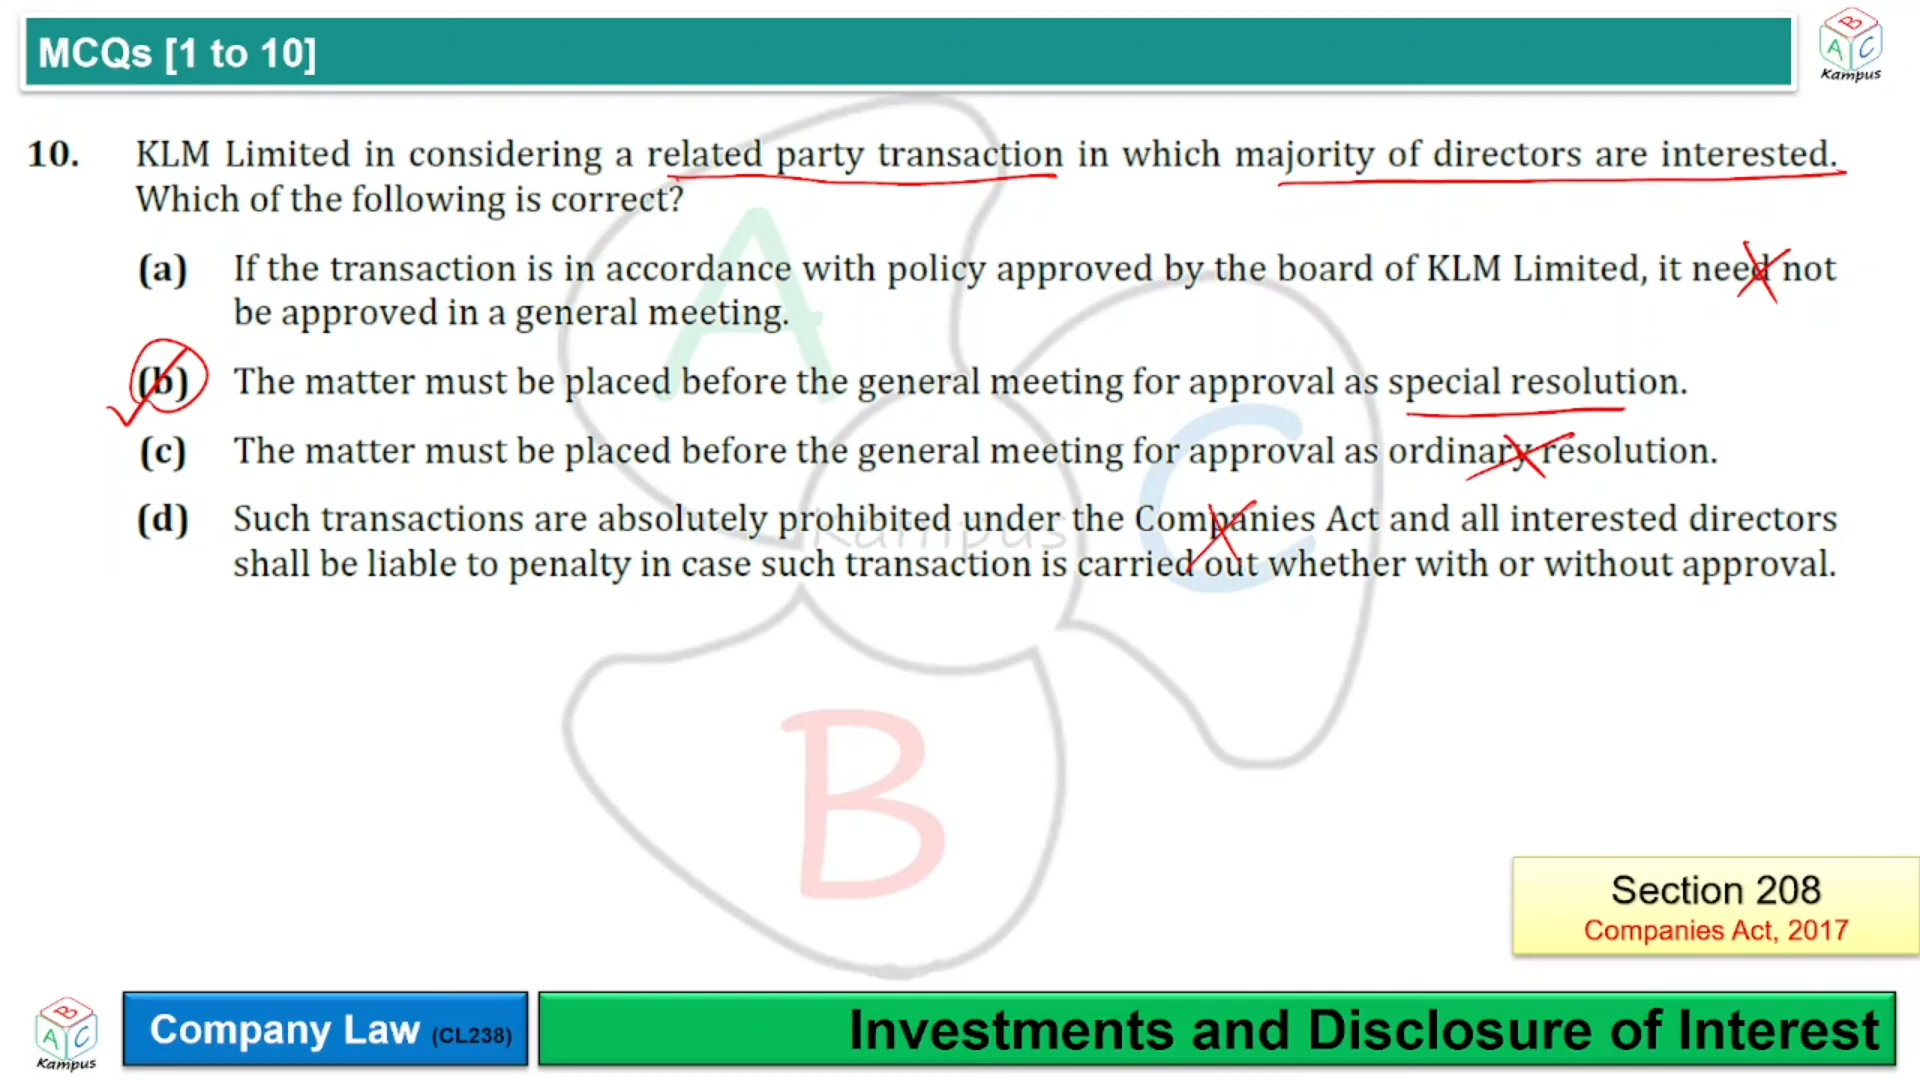 MCQs [1 to 10]
B
A C
Kampus
10. KLM Limited in considering a related party transaction in which majority of directors are interested.
Which of the following is correct?
(a) If the transaction is in accordance with policy approved by the board of KLM Limited, it need not
be approved in a general meeting.
(b) The matter must be placed before the general meeting for approval as special resolution.
(c) The matter must be placed before the general meeting for approval as ordinary resolution.
(d) Such transactions are absolutely prohibited under the Companies Act and all interested directors
shall be liable to penalty in case such transaction is carried out whether with or without approval.
A
C
Kampus
B
Section 208
Companies Act, 2017
B
A C
Kampus
Company Law (CL238)
Investments and Disclosure of Interest